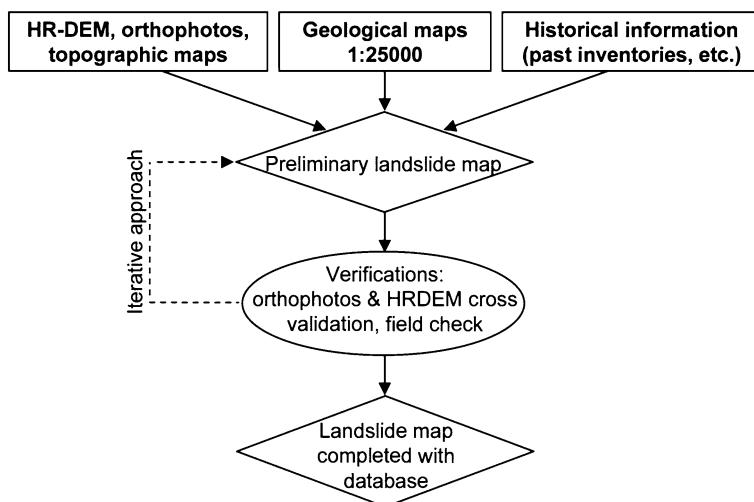 HR-DEM, orthophotos,
topographic maps
Geological maps
1:25000
Historical information
(past inventories, etc.)
Iterative approach
Preliminary landslide map
Verifications:
orthophotos & HRDEM cross
validation, field check
Landslide map
completed with
database